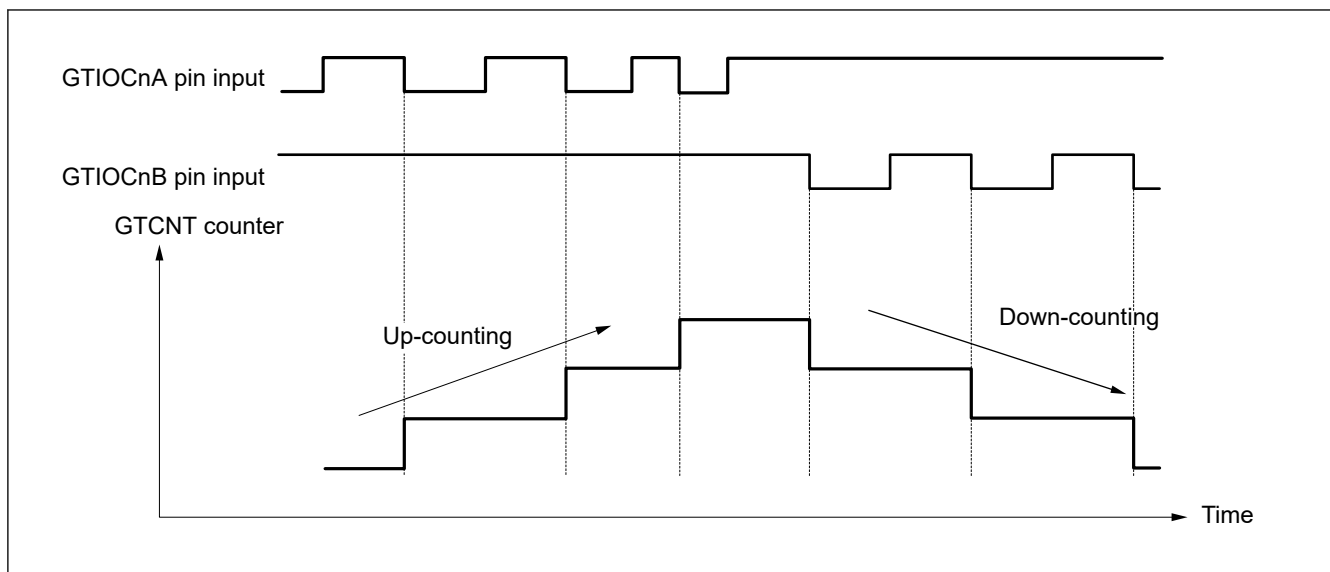 GTIOCnA pin input
GTIOCnB pin input
GTCNT counter
Up-counting
Down-counting
Time